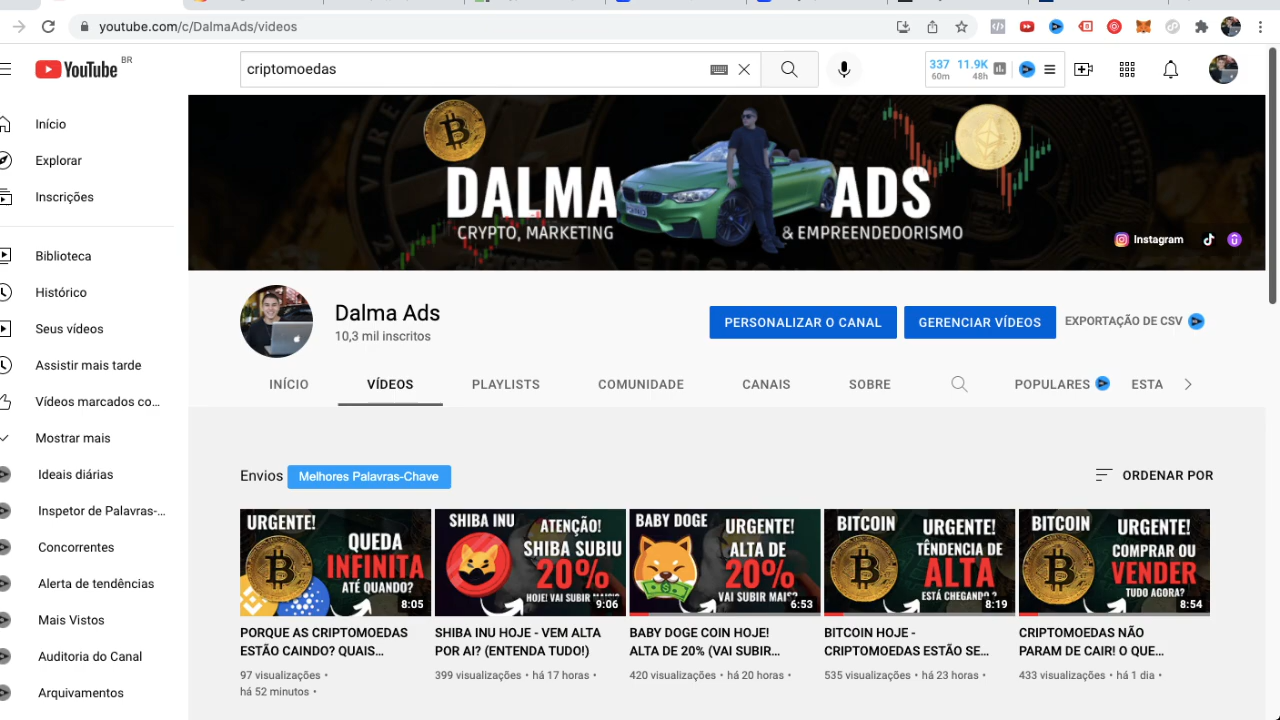 youtube.com/c/DalmaAds/videos
YouTube BR
criptomoedas
337 11.9K
60m 48h
Início
Explorar
Inscrições
Biblioteca
Histórico
Seus vídeos
Assistir mais tarde
Vídeos marcados co...
Mostrar mais
Ideais diárias
Inspetor de Palavras-...
Concorrentes
Alerta de tendências
Mais Vistos
Auditoria do Canal
Arquivamentos
DALMA ADS
CRYPTO, MARKETING & EMPREENDEDORISMO
Instagram
Dalma Ads
10,3 mil inscritos
PERSONALIZAR O CANAL
GERENCIAR VÍDEOS
EXPORTAÇÃO DE CSV
INÍCIO VÍDEOS PLAYLISTS COMUNIDADE CANAIS SOBRE POPULARES ESTA
Envios
Melhores Palavras-Chave
ORDENAR POR
URGENTE!
QUEDA
INFINITA
ATÉ QUANDO?
8:05
PORQUE AS CRIPTOMOEDAS
ESTÃO CAINDO? QUAIS...
97 visualizações •
há 52 minutos •
SHIBA INU
ATENÇÃO!
SHIBA SUBIU
20%
HOJE! VAI SUBIR
9:06
SHIBA INU HOJE - VEM ALTA
POR AI? (ENTENDA TUDO!)
399 visualizações • há 17 horas •
BABY DOGE
URGENTE!
ALTA DE
20%
VAI SUBIR MAIS?
6:53
BABY DOGE COIN HOJE!
ALTA DE 20% (VAI SUBIR...
420 visualizações • há 20 horas •
BITCOIN
URGENTE!
TÊNDENCIA DE
ALTA
ESTÁ CHEGANDO?
8:19
BITCOIN HOJE -
CRIPTOMOEDAS ESTÃO SE...
535 visualizações • há 23 horas •
BITCOIN
URGENTE!
COMPRAR OU
VENDER
TUDO AGORA?
8:54
CRIPTOMOEDAS NÃO
PARAM DE CAIR! O QUE...
433 visualizações • há 1 dia •